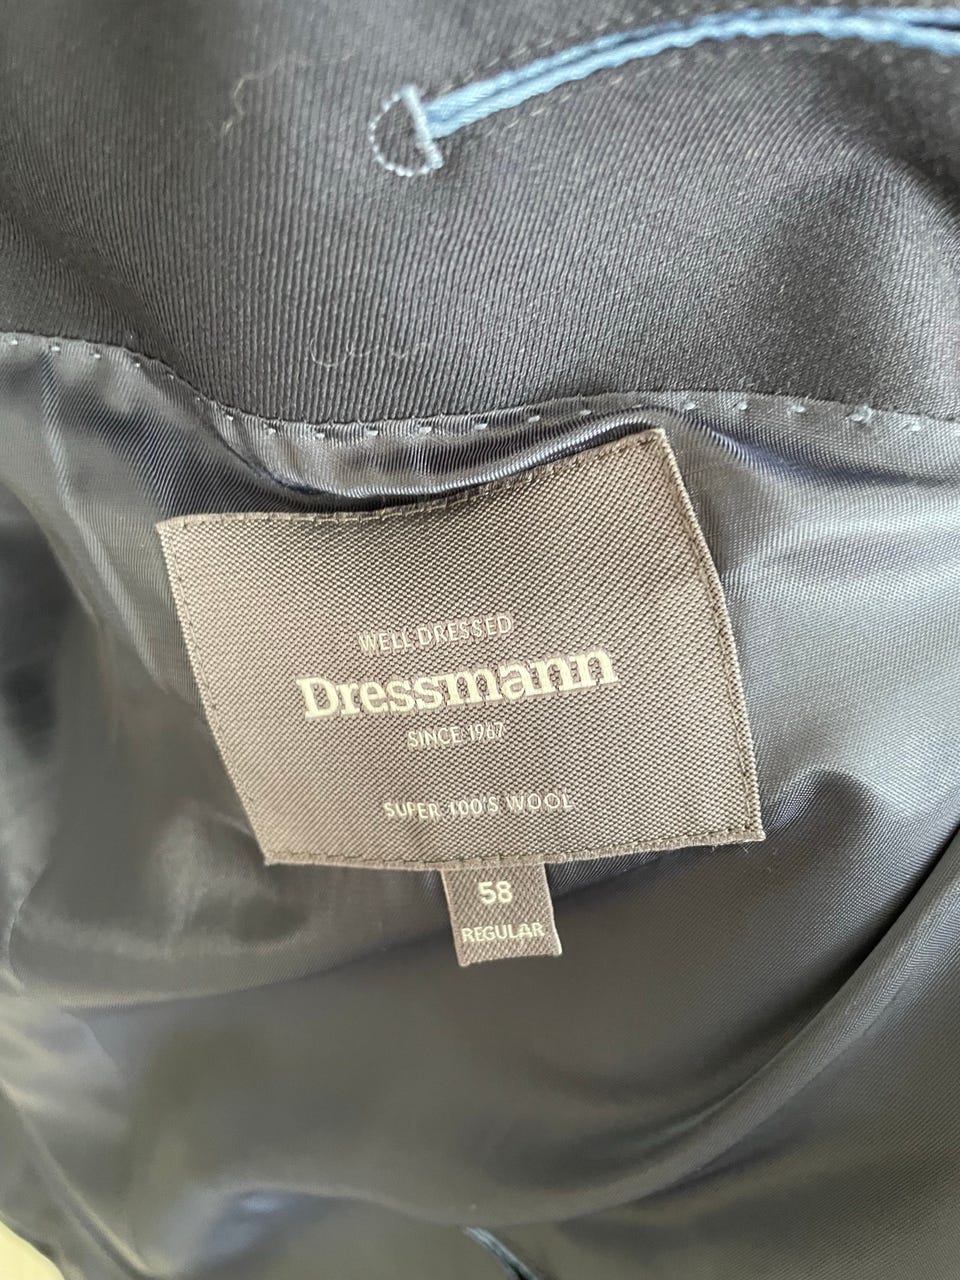 WELL DRESSED
Dressmann
SINCE 1967
SUPER 100'S WOOL
58
REGULAR